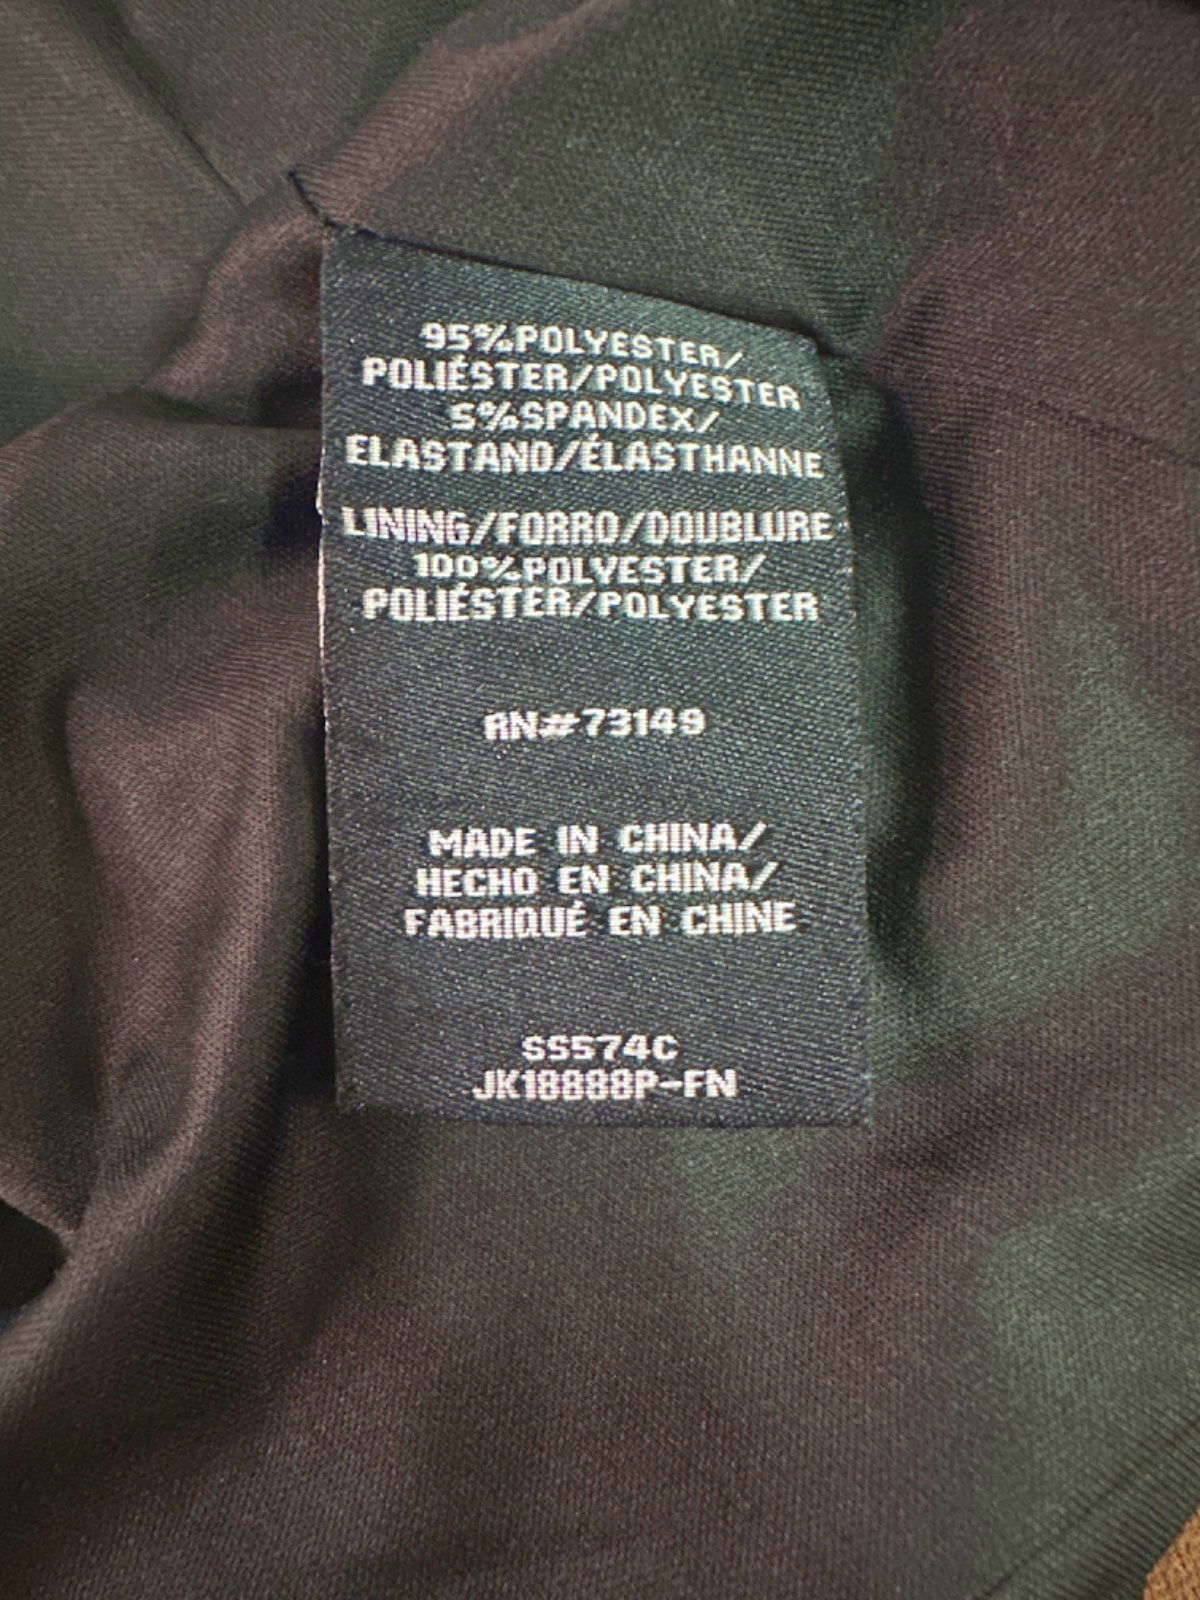 95%POLYESTER/
POLIÉSTER/POLYESTER
5%SPANDEX/
ELASTANO/ÉLASTHANNE
LINING/FORRO/DOUBLURE
100%POLYESTER/
POLIÉSTER/POLYESTER
RN#73149
MADE IN CHINA/
HECHO EN CHINA/
FABRIQUÉ EN CHINE
SS574C
JK18888P-FN